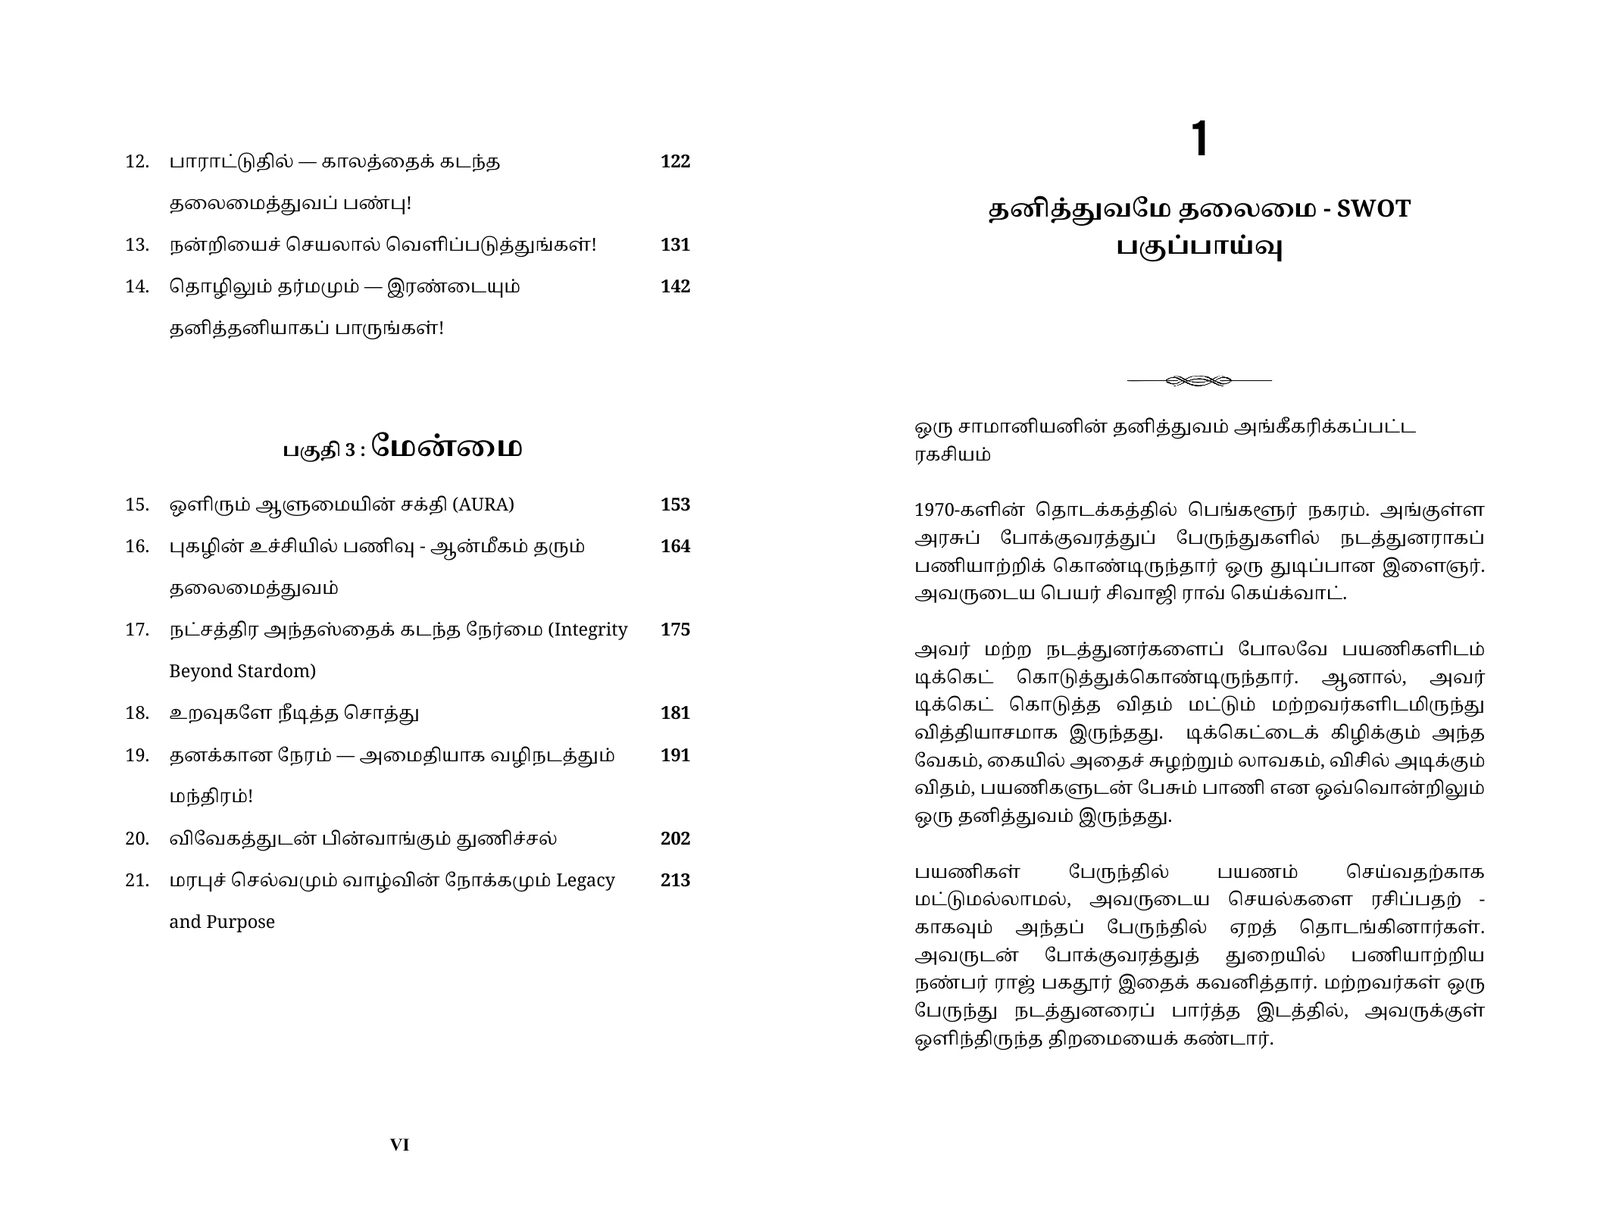 12. பாராட்டுதில் — காலத்தைக் கடந்த 122
தலைமைத்துவப் பண்பு!
13. நன்றியைச் செயலால் வெளிப்படுத்துங்கள்! 131
14. தொழிலும் தர்மமும் — இரண்டையும் 142
தனித்தனியாகப் பாருங்கள்!
பகுதி 3 : மேன்மை
15. ஒளிரும் ஆளுமையின் சக்தி (AURA) 153
16. புகழின் உச்சியில் பணிவு - ஆன்மீகம் தரும் 164
தலைமைத்துவம்
17. நட்சத்திர அந்தஸ்தைக் கடந்த நேர்மை (Integrity 175
Beyond Stardom)
18. உறவுகளே நீடித்த சொத்து 181
19. தனக்கான நேரம் — அமைதியாக வழிநடத்தும் 191
மந்திரம்!
20. விவேகத்துடன் பின்வாங்கும் துணிச்சல் 202
21. மரபுச் செல்வமும் வாழ்வின் நோக்கமும் Legacy 213
and Purpose
VI
1
தனித்துவமே தலைமை - SWOT
பகுப்பாய்வு
ஒரு சாமானியனின் தனித்துவம் அங்கீகரிக்கப்பட்ட
ரகசியம்
1970-களின் தொடக்கத்தில் பெங்களூர் நகரம். அங்குள்ள
அரசுப் போக்குவரத்துப் பேருந்துகளில் நடத்துனராகப்
பணியாற்றிக் கொண்டிருந்தார் ஒரு துடிப்பான இளைஞர்.
அவருடைய பெயர் சிவாஜி ராவ் கெய்க்வாட்.
அவர் மற்ற நடத்துனர்களைப் போலவே பயணிகளிடம்
டிக்கெட் கொடுத்துக்கொண்டிருந்தார். ஆனால், அவர்
டிக்கெட் கொடுத்த விதம் மட்டும் மற்றவர்களிடமிருந்து
வித்தியாசமாக இருந்தது. டிக்கெட்டைக் கிழிக்கும் அந்த
வேகம், கையில் அதைச் சுழற்றும் லாவகம், விசில் அடிக்கும்
விதம், பயணிகளுடன் பேசும் பாணி என ஒவ்வொன்றிலும்
ஒரு தனித்துவம் இருந்தது.
பயணிகள் பேருந்தில் பயணம் செய்வதற்காக
மட்டுமல்லாமல், அவருடைய செயல்களை ரசிப்பதற் -
காகவும் அந்தப் பேருந்தில் ஏறத் தொடங்கினார்கள்.
அவருடன் போக்குவரத்துத் துறையில் பணியாற்றிய
நண்பர் ராஜ் பகதூர் இதைக் கவனித்தார். மற்றவர்கள் ஒரு
பேருந்து நடத்துனரைப் பார்த்த இடத்தில், அவருக்குள்
ஒளிந்திருந்த திறமையைக் கண்டார்.